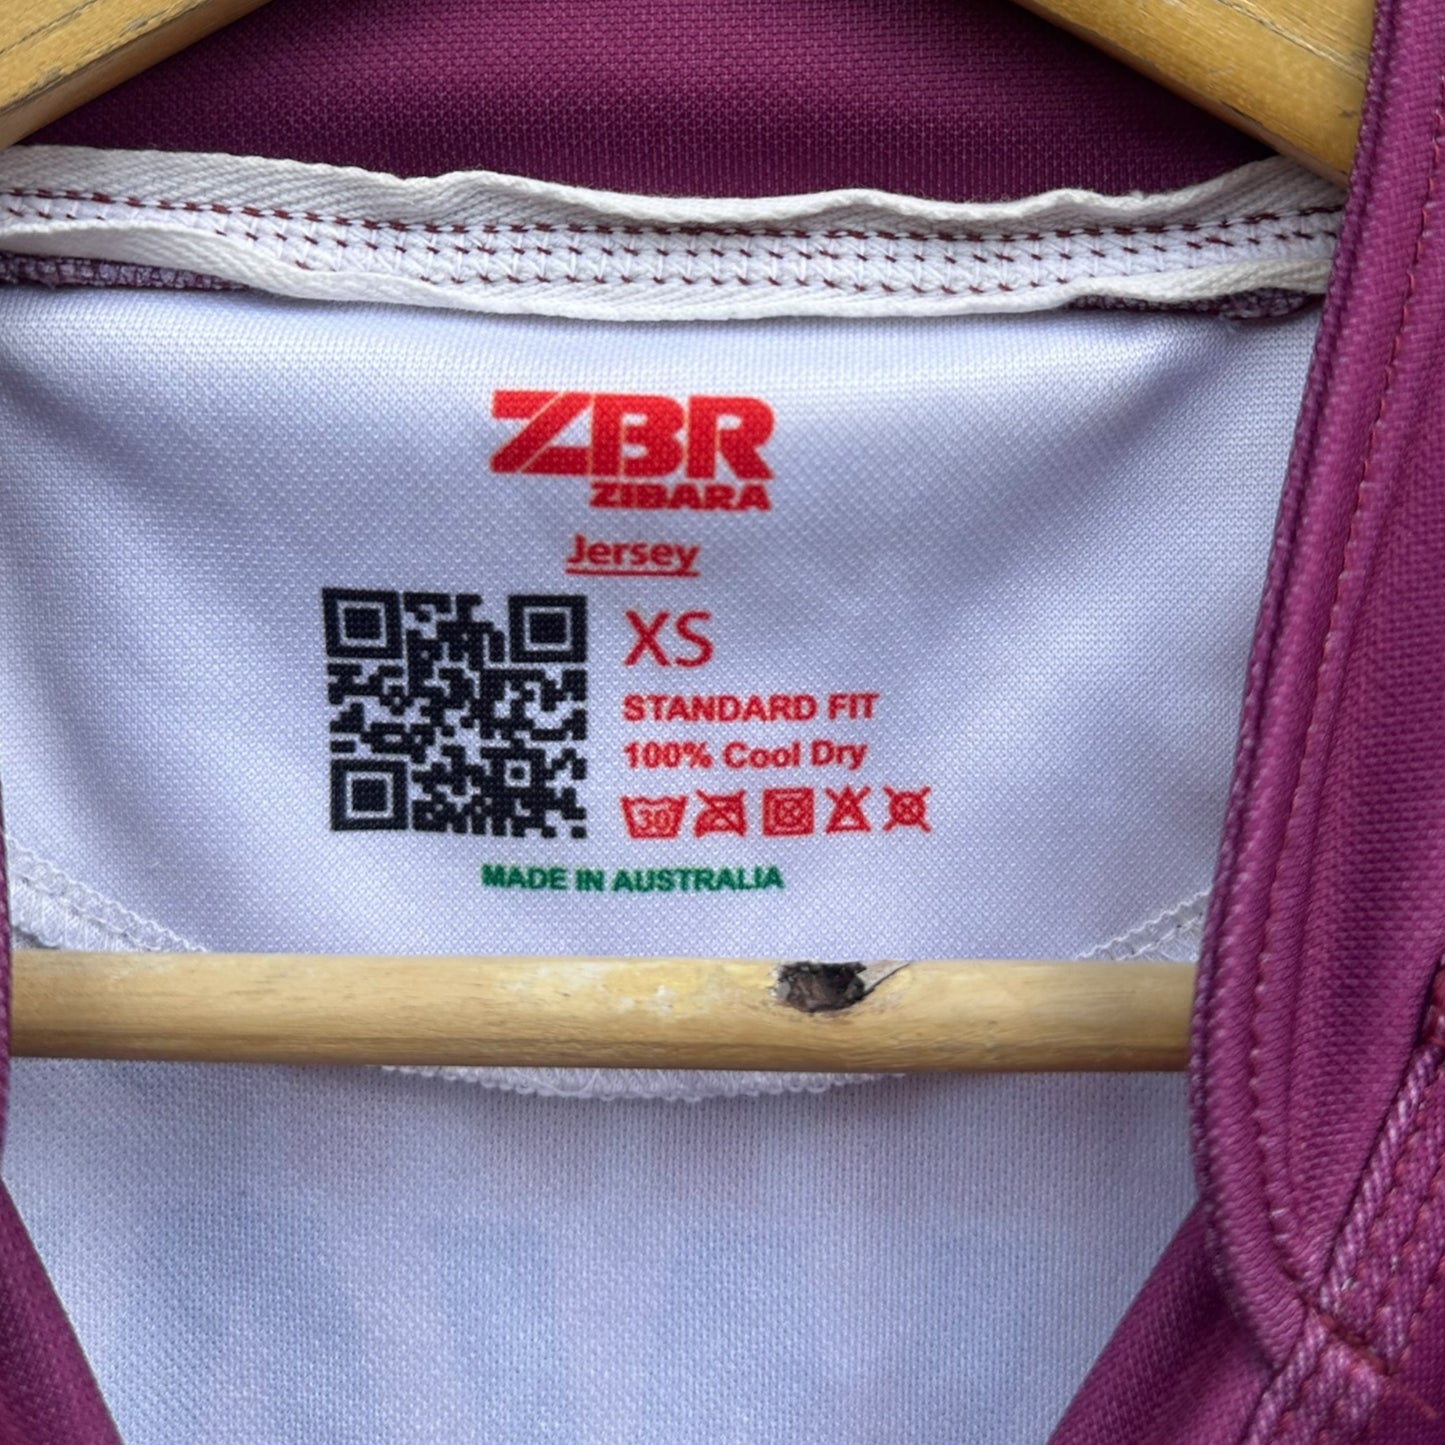 ZBR
ZIBARA
Jersey
XS
STANDARD FIT
100% Cool Dry
30
MADE IN AUSTRALIA